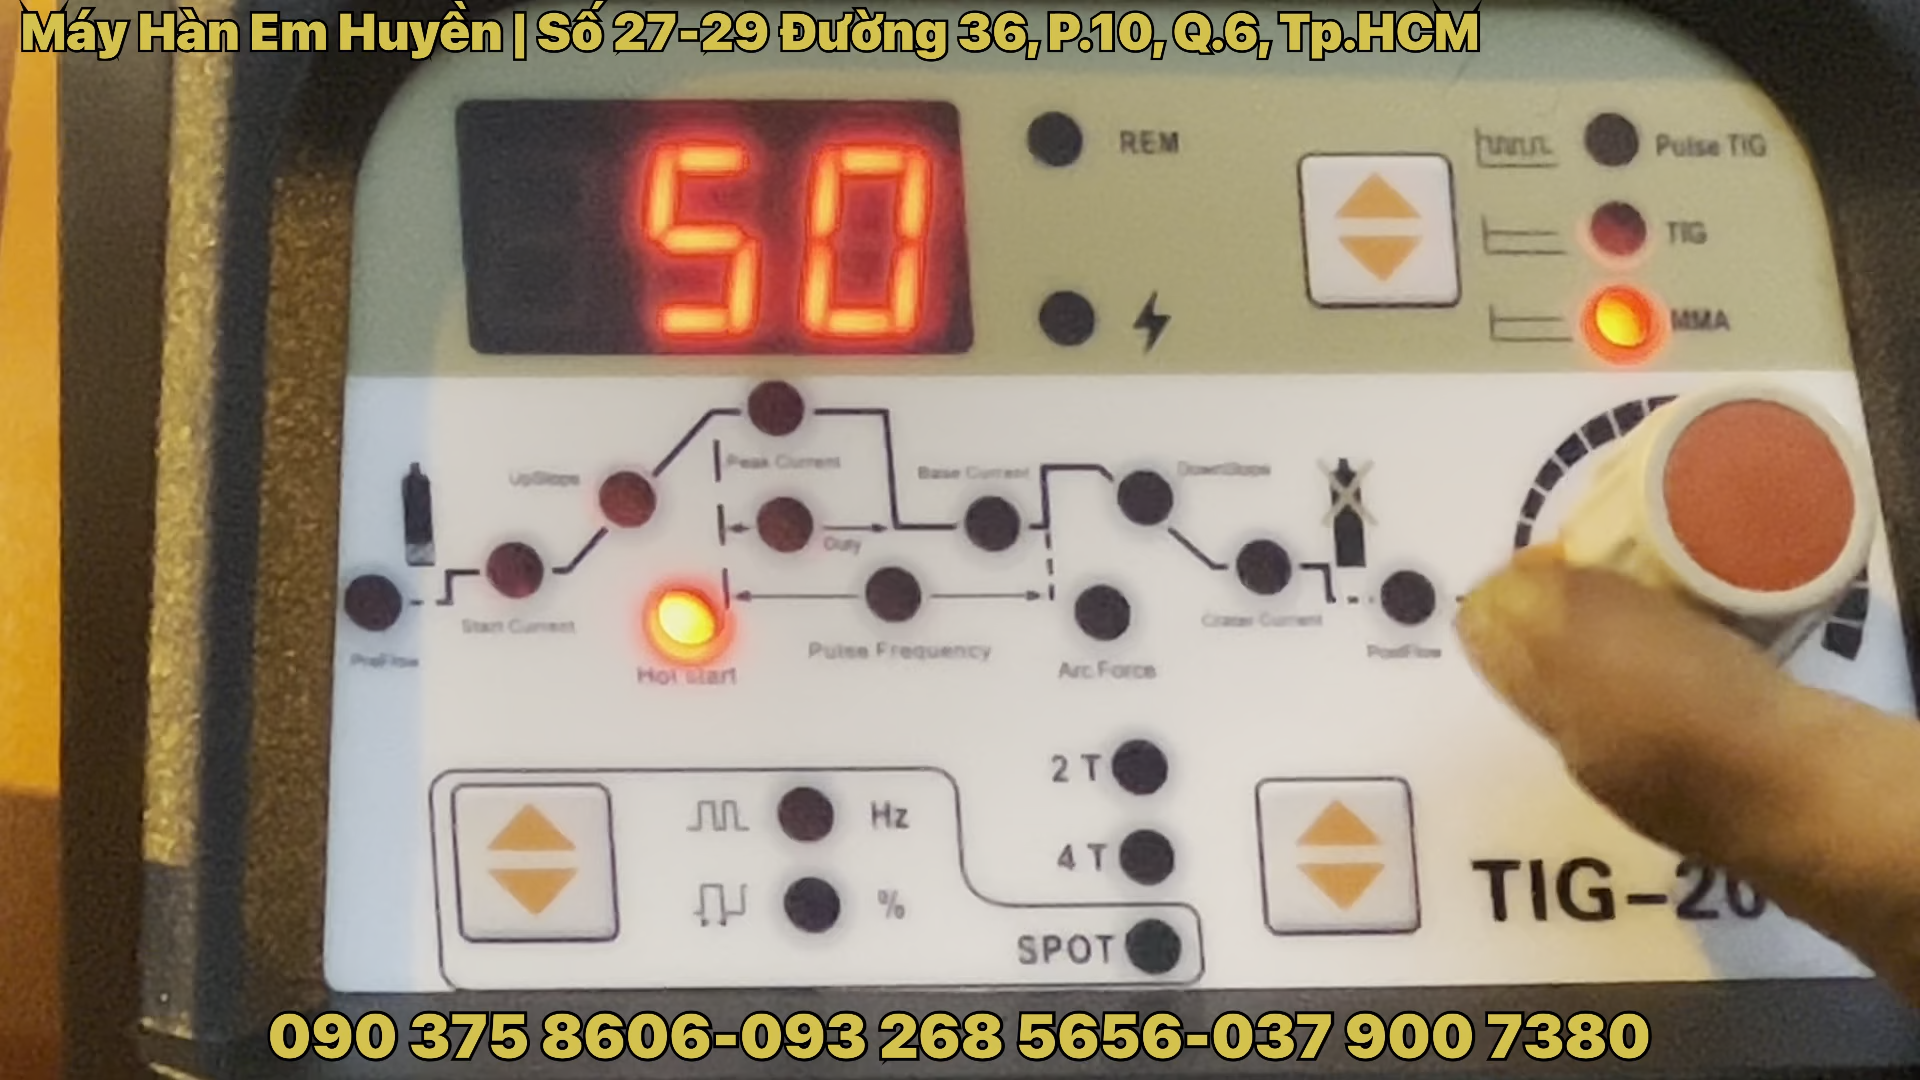 Máy Hàn Em Huyền | Số 27-29 Đường 36, P.10, Q.6, Tp.HCM
50
REM
Pulse TIG
TIG
MMA
Peak Current
UpSlope
Base Current
DownSlope
Duty
Start Current
Crater Current
Pulse Frequency
PreFlow
PostFlow
Hot start
Arc Force
2 T
Hz
4 T
%
TIG-20
SPOT
090 375 8606-093 268 5656-037 900 7380